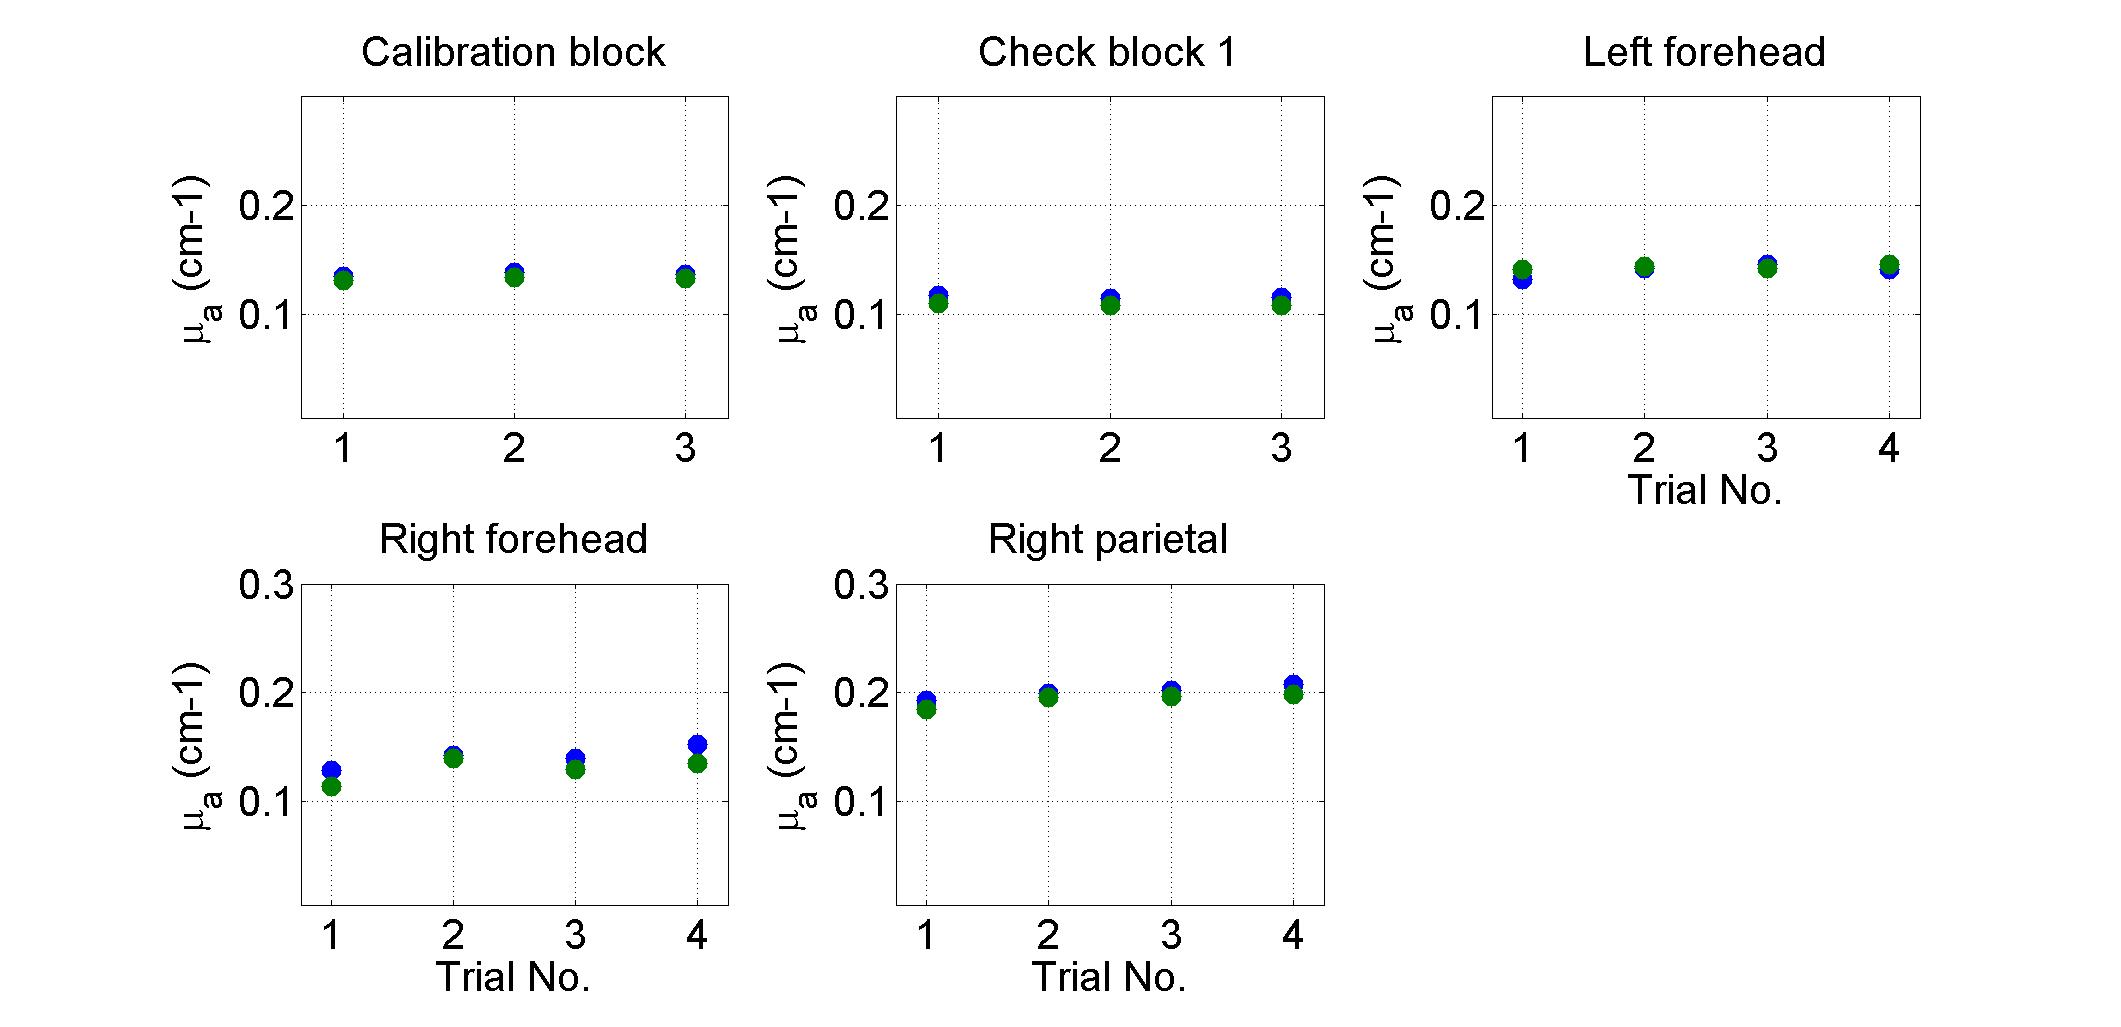 Calibration block
Check block 1
Left forehead
μa (cm-1)
0.2
0.1
1 2 3
μa (cm-1)
0.2
0.1
1 2 3
μa (cm-1)
0.2
0.1
1 2 3 4
Trial No.
Right forehead
Right parietal
μa (cm-1)
0.3
0.2
0.1
1 2 3 4
Trial No.
μa (cm-1)
0.3
0.2
0.1
1 2 3 4
Trial No.